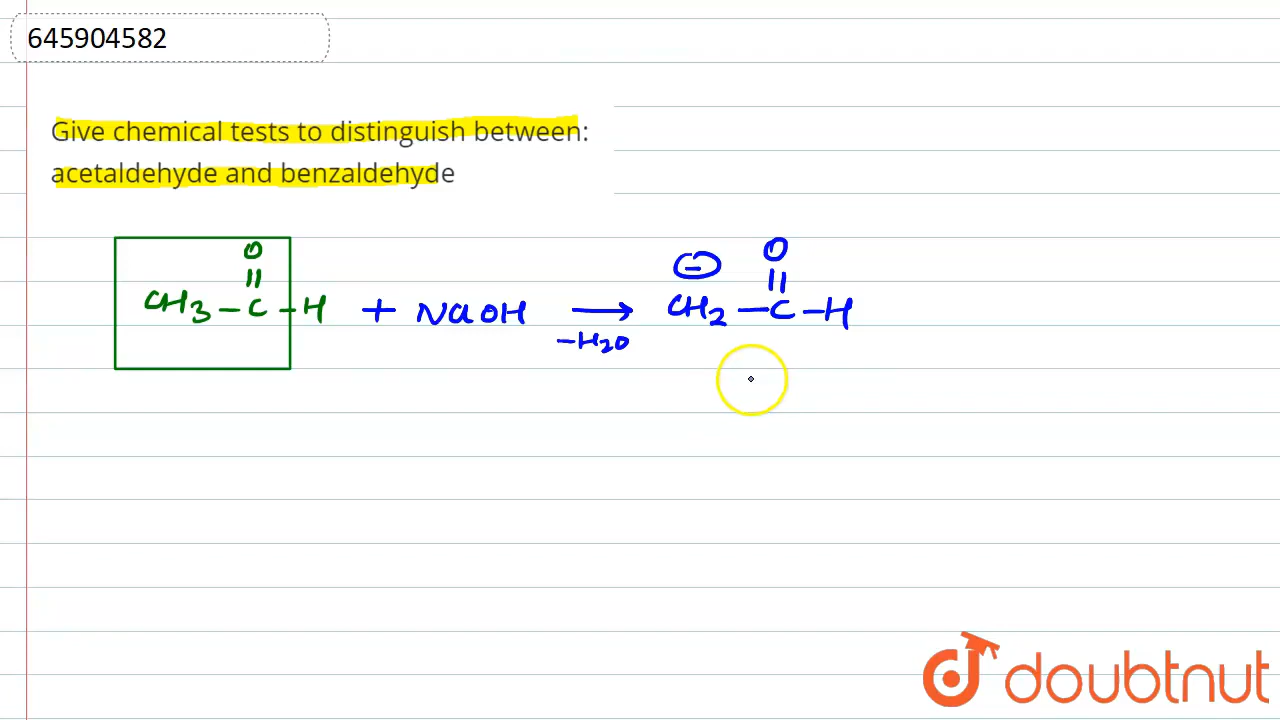 645904582
Give chemical tests to distinguish between:
acetaldehyde and benzaldehyde
O ⊖ O
|| ||
CH3 – C – H + NaOH ⟶ CH2 – C – H
–H2O
doubtnut